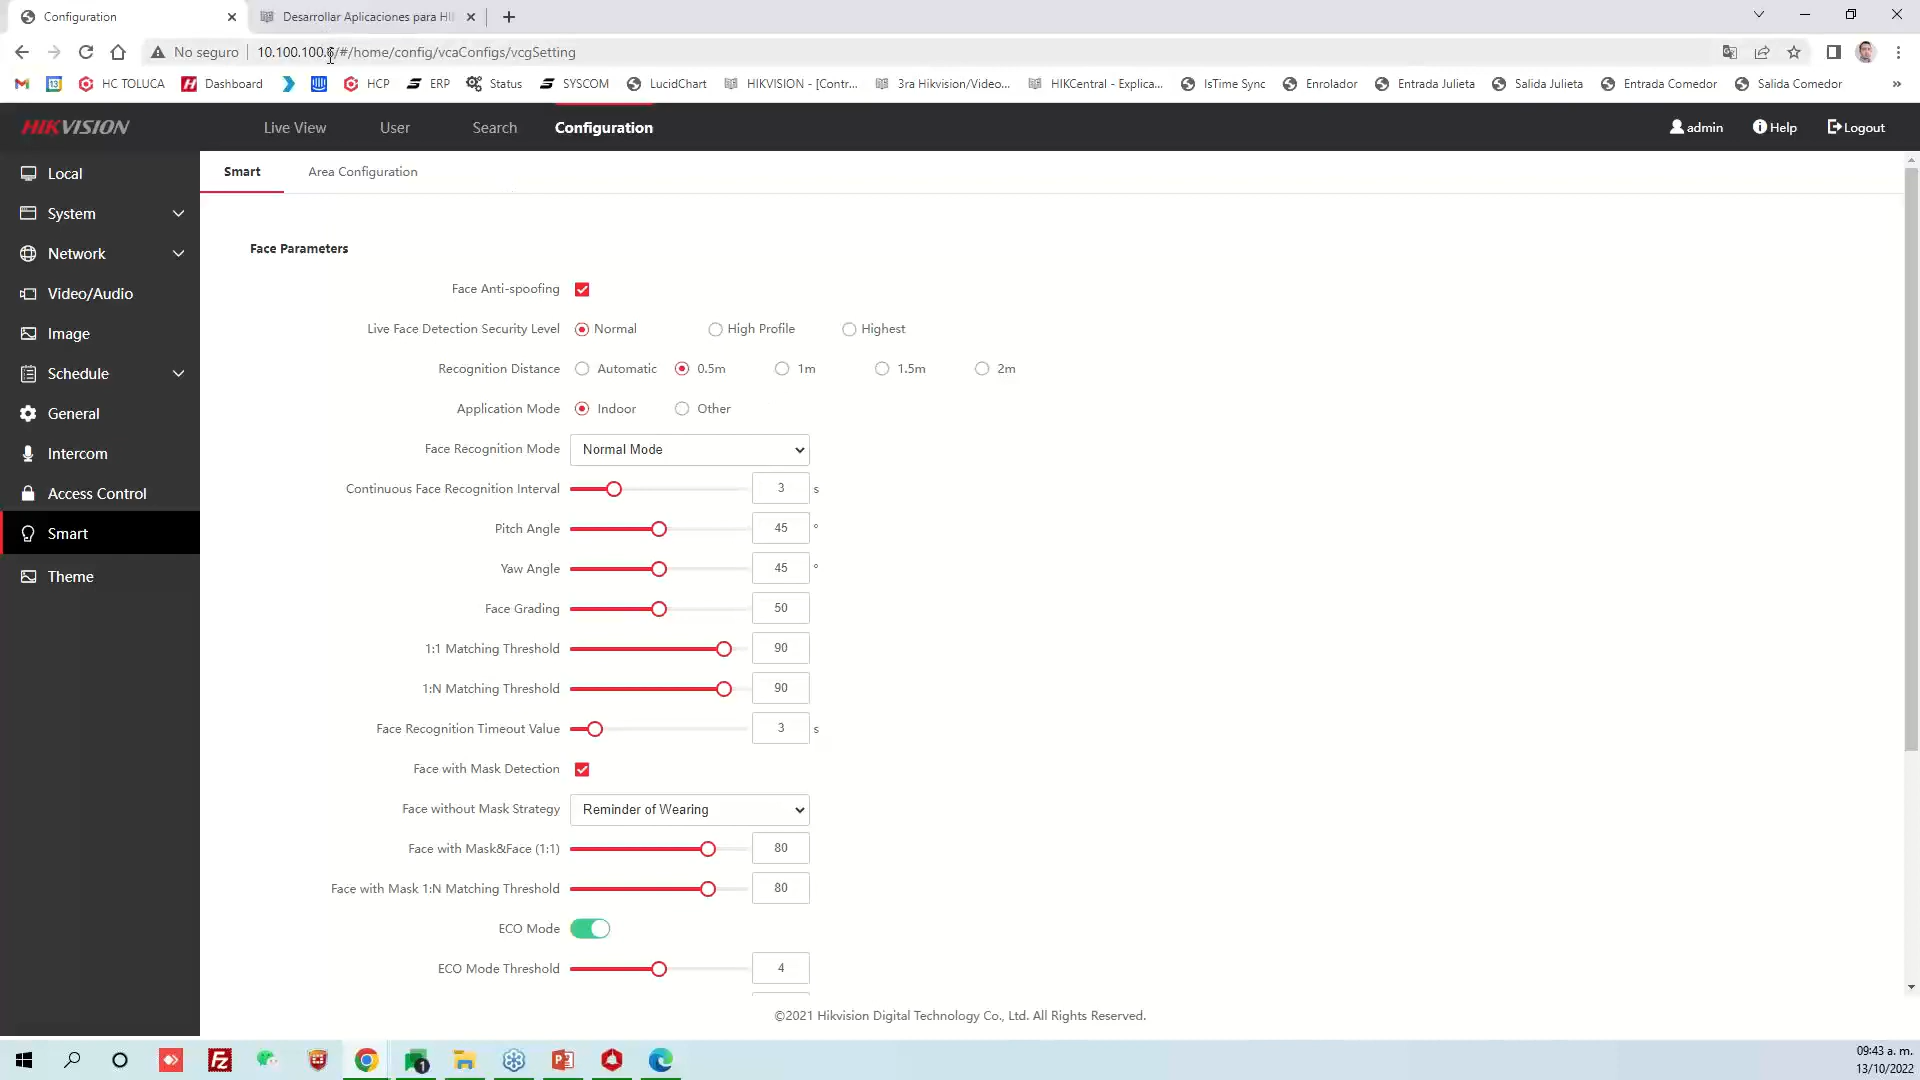 Configuration
Desarrollar Aplicaciones para HI
No seguro
10.100.100.6/#/home/config/vcaConfigs/vcgSetting
HC TOLUCA
Dashboard
HCP
ERP
Status
SYSCOM
LucidChart
HIKVISION - [Contr...
3ra Hikvision/Video...
HIKCentral - Explica...
IsTime Sync
Enrolador
Entrada Julieta
Salida Julieta
Entrada Comedor
Salida Comedor
»
HIKVISION
Live View
User
Search
Configuration
admin
Help
Logout
Local
System
Network
Video/Audio
Image
Schedule
General
Intercom
Access Control
Smart
Theme
Smart
Area Configuration
Face Parameters
Face Anti-spoofing
Live Face Detection Security Level Normal High Profile Highest
Recognition Distance Automatic 0.5m 1m 1.5m 2m
Application Mode Indoor Other
Face Recognition Mode Normal Mode
Continuous Face Recognition Interval 3 s
Pitch Angle 45 °
Yaw Angle 45 °
Face Grading 50
1:1 Matching Threshold 90
1:N Matching Threshold 90
Face Recognition Timeout Value 3 s
Face with Mask Detection
Face without Mask Strategy Reminder of Wearing
Face with Mask&Face (1:1) 80
Face with Mask 1:N Matching Threshold 80
ECO Mode
ECO Mode Threshold 4
©2021 Hikvision Digital Technology Co., Ltd. All Rights Reserved.
09:43 a. m.
13/10/2022